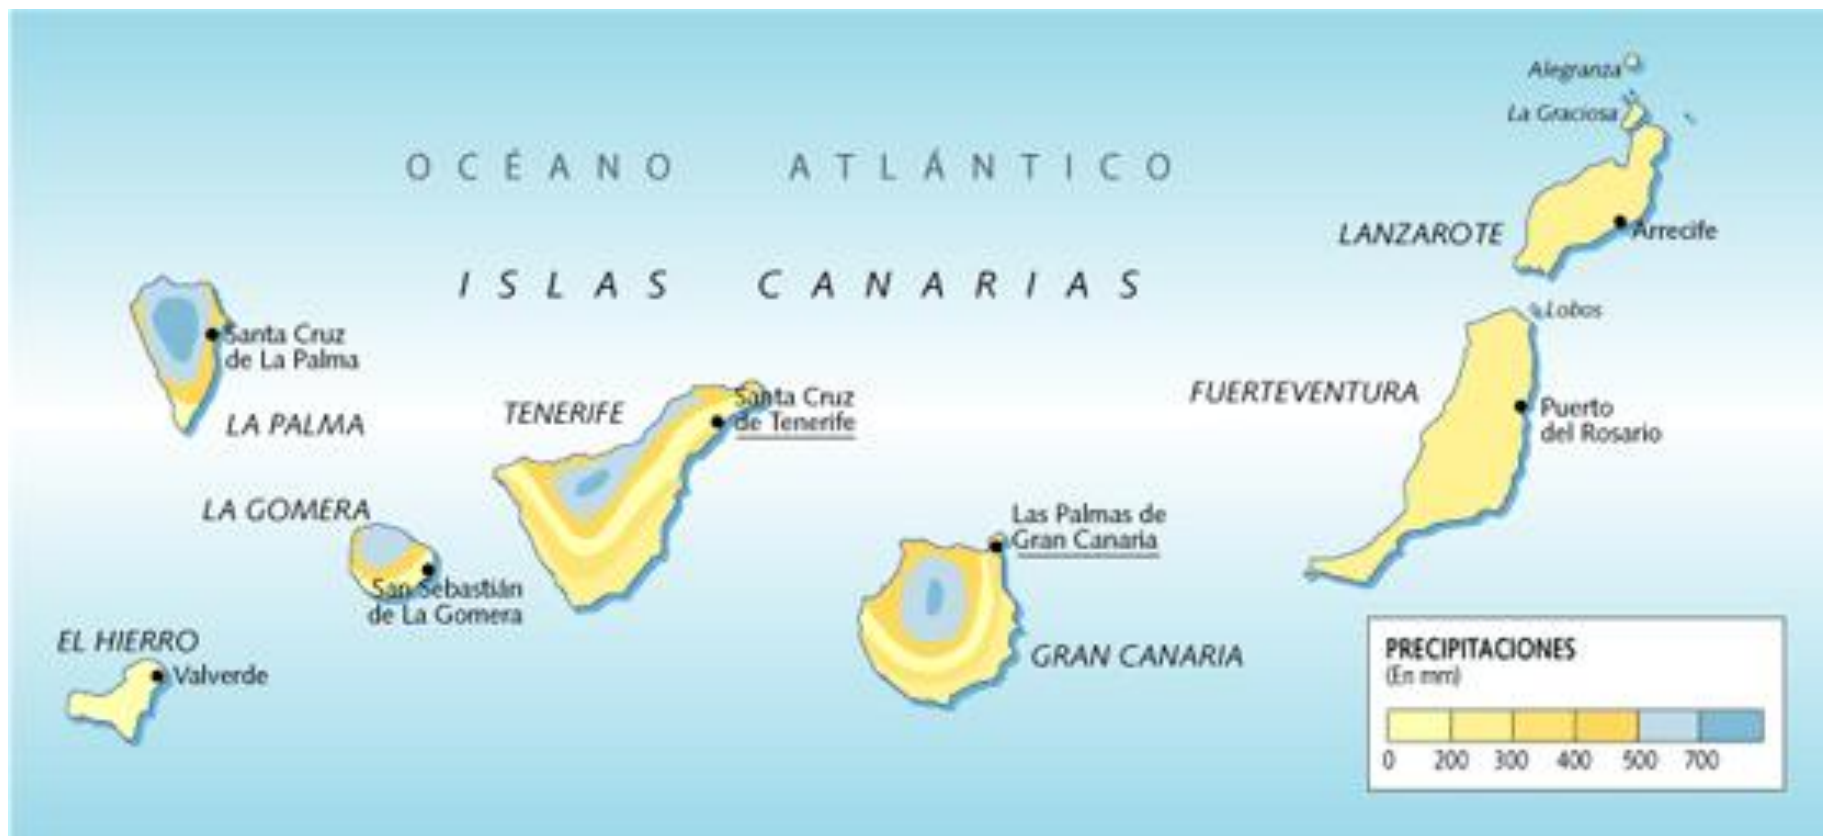 Alegranza
La Graciosa
OCÉANO ATLÁNTICO
LANZAROTE
Arrecife
ISLAS CANARIAS
Lobos
Santa Cruz
de La Palma
LA PALMA
TENERIFE
Santa Cruz
de Tenerife
FUERTEVENTURA
Puerto
del Rosario
LA GOMERA
San Sebastián
de La Gomera
Las Palmas de
Gran Canaria
GRAN CANARIA
EL HIERRO
Valverde
PRECIPITACIONES
(En mm)
0 200 300 400 500 700